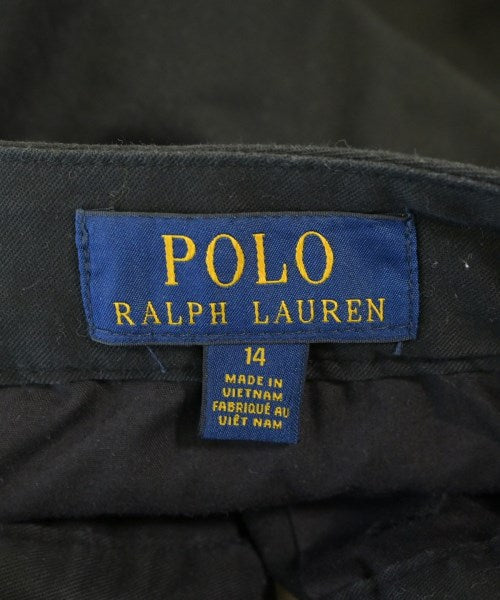 POLO
RALPH LAUREN
14
MADE IN
VIETNAM
FABRIQUÉ AU
VIÊT NAM